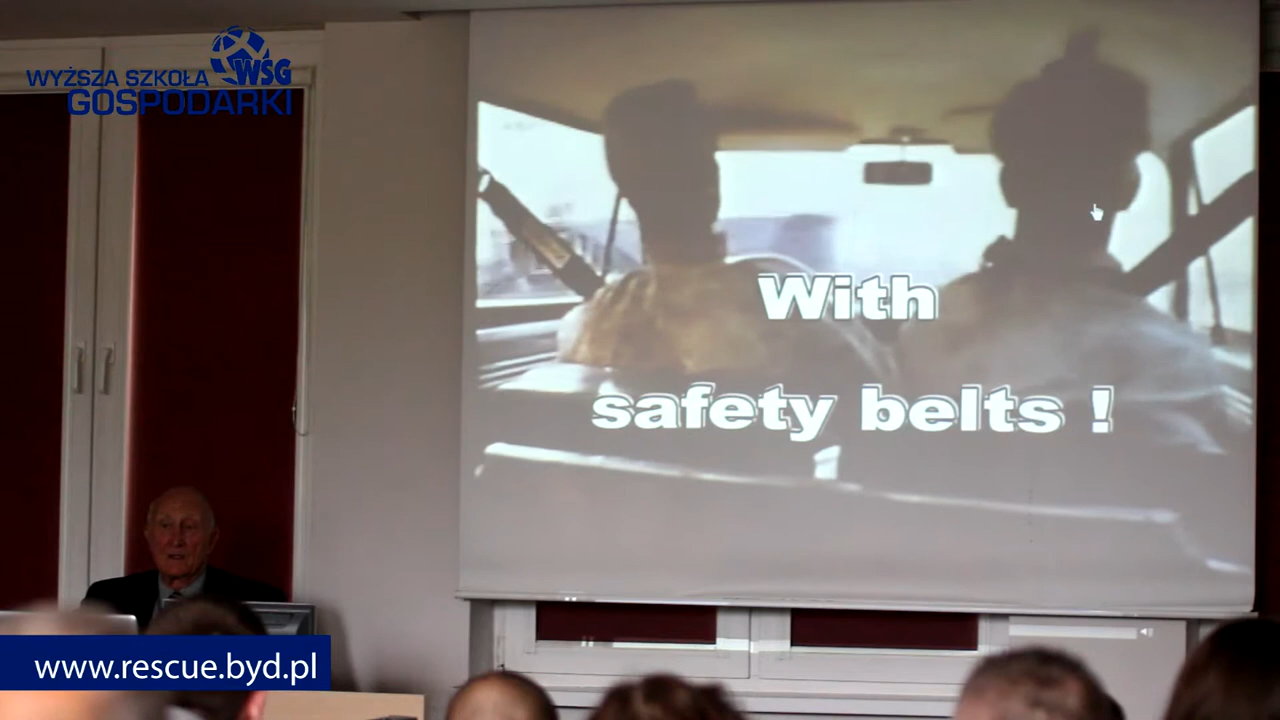 WYŻSZA SZKOŁA WSG
GOSPODARKI
With
safety belts !
www.rescue.byd.pl